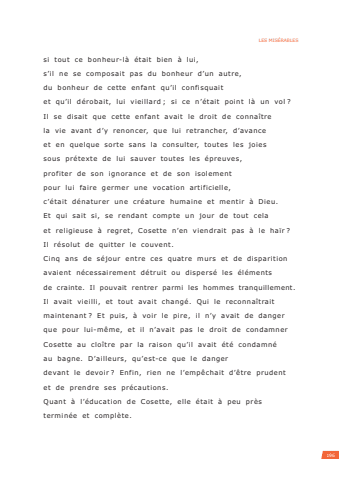 LES MISÉRABLES
si tout ce bonheur-là était bien à lui,
s'il ne se composait pas du bonheur d'un autre,
du bonheur de cette enfant qu'il confisquait
et qu'il dérobait, lui vieillard ; si ce n'était point là un vol ?
Il se disait que cette enfant avait le droit de connaître
la vie avant d'y renoncer, que lui retrancher, d'avance
et en quelque sorte sans la consulter, toutes les joies
sous prétexte de lui sauver toutes les épreuves,
profiter de son ignorance et de son isolement
pour lui faire germer une vocation artificielle,
c'était dénaturer une créature humaine et mentir à Dieu.
Et qui sait si, se rendant compte un jour de tout cela
et religieuse à regret, Cosette n'en viendrait pas à le haïr ?
Il résolut de quitter le couvent.
Cinq ans de séjour entre ces quatre murs et de disparition
avaient nécessairement détruit ou dispersé les éléments
de crainte. Il pouvait rentrer parmi les hommes tranquillement.
Il avait vieilli, et tout avait changé. Qui le reconnaîtrait
maintenant ? Et puis, à voir le pire, il n'y avait de danger
que pour lui-même, et il n'avait pas le droit de condamner
Cosette au cloître par la raison qu'il avait été condamné
au bagne. D'ailleurs, qu'est-ce que le danger
devant le devoir ? Enfin, rien ne l'empêchait d'être prudent
et de prendre ses précautions.
Quant à l'éducation de Cosette, elle était à peu près
terminée et complète.